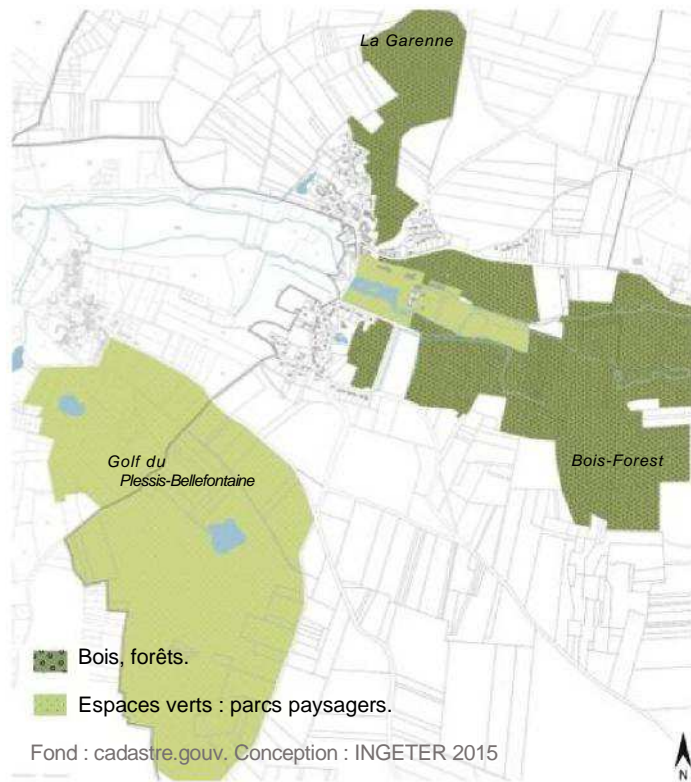 La Garenne
Bois-Forest
Golf du
Plessis-Bellefontaine
Bois, forêts.
Espaces verts : parcs paysagers.
Fond : cadastre.gouv. Conception : INGETER 2015
N